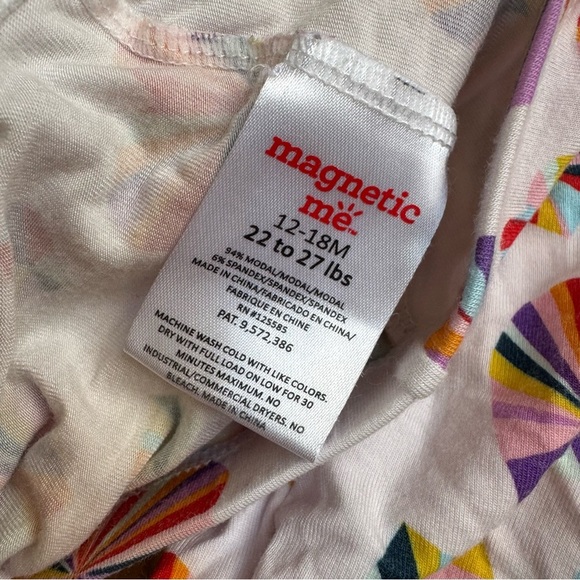 magnetic
me™
12-18M
22 to 27 lbs
94% MODAL/MODAL/MODAL
6% SPANDEX/SPANDEX/SPANDEX
MADE IN CHINA/FABRICADO EN CHINA/
FABRIQUE EN CHINE
RN #125585
PAT. 9,572,386
MACHINE WASH COLD WITH LIKE COLORS.
DRY WITH FULL LOAD ON LOW FOR 30
MINUTES MAXIMUM. NO
INDUSTRIAL/COMMERCIAL DRYERS. NO
BLEACH. MADE IN CHINA